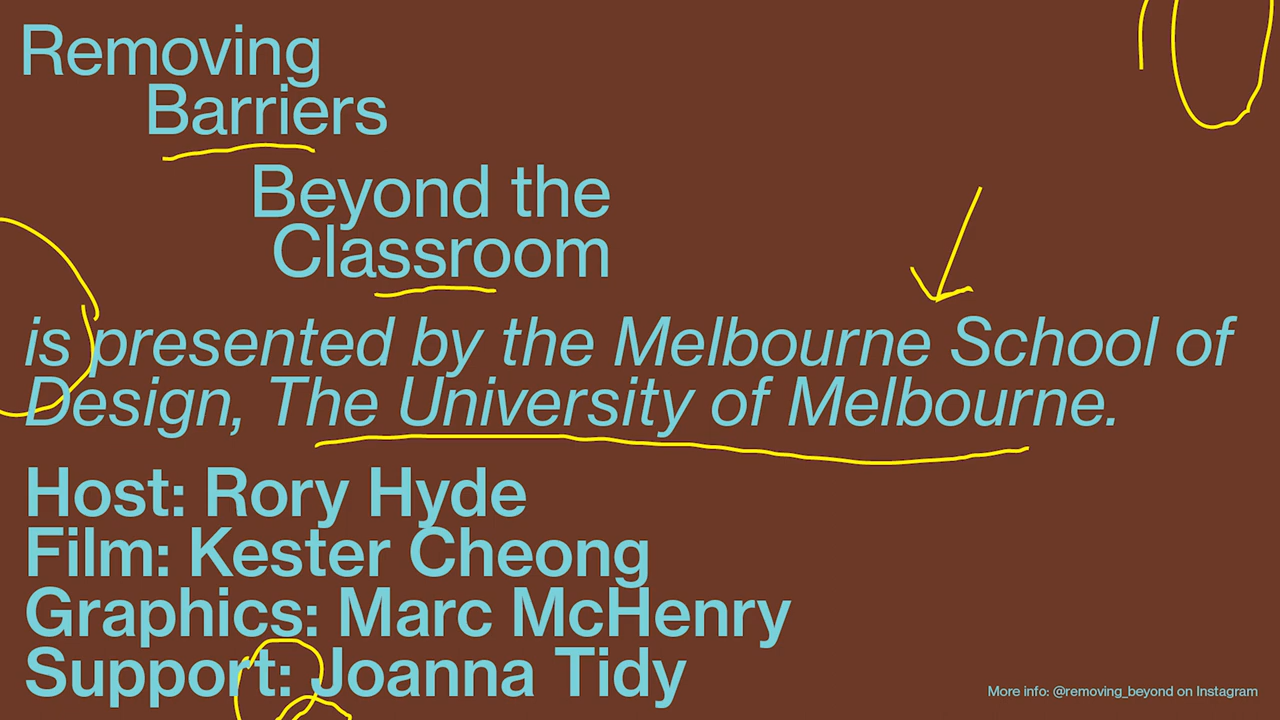 Removing
Barriers
Beyond the
Classroom
is presented by the Melbourne School of
Design, The University of Melbourne.
Host: Rory Hyde
Film: Kester Cheong
Graphics: Marc McHenry
Support: Joanna Tidy
More info: @removing_beyond on Instagram